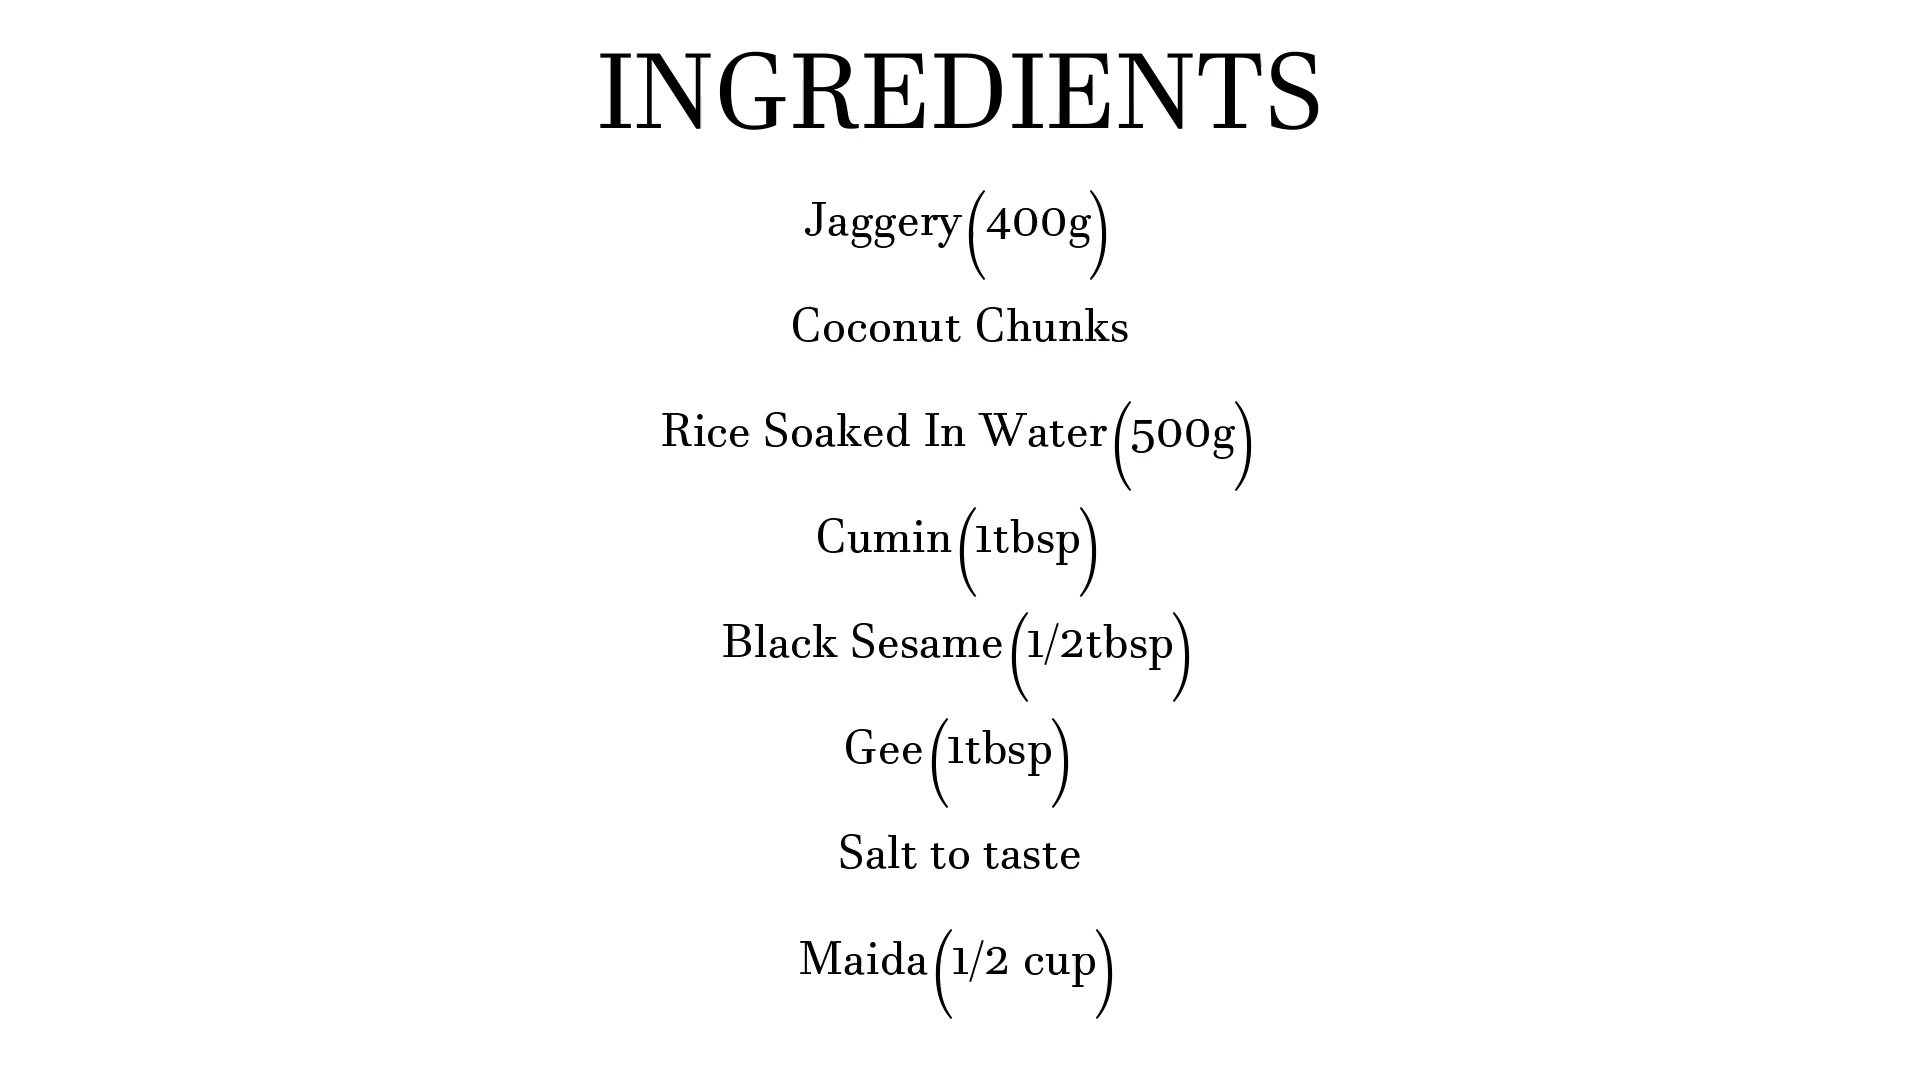 INGREDIENTS
Jaggery(400g)
Coconut Chunks
Rice Soaked In Water(500g)
Cumin(1tbsp)
Black Sesame(1/2tbsp)
Gee(1tbsp)
Salt to taste
Maida(1/2 cup)